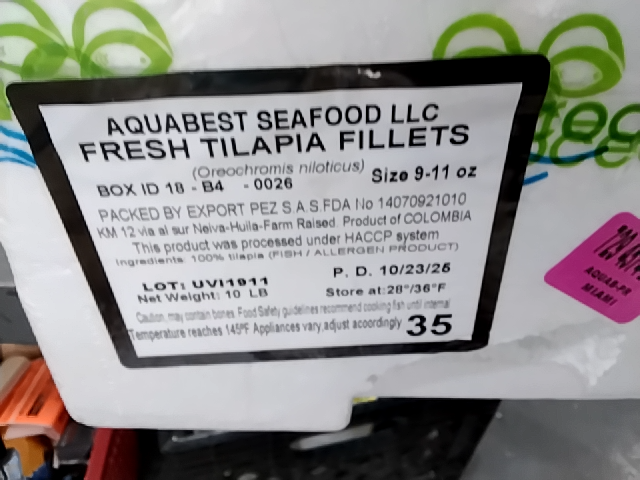 AQUABEST SEAFOOD LLC
FRESH TILAPIA FILLETS
(Oreochromis niloticus)
BOX ID 18 - B4 - 0026 Size 9-11 oz
PACKED BY EXPORT PEZ S.A.S.FDA No 14070921010
KM 12 via al sur Neiva-Huila-Farm Raised. Product of COLOMBIA
This product was processed under HACCP system
Ingredients: 100% tilapia (FISH / ALLERGEN PRODUCT)
LOT: UVI1911 P. D. 10/23/25
Net Weight: 10 LB Store at:28°/36°F
Caution, may contain bones. Food Safety guidelines recommend cooking fish until internal
Temperature reaches 145ºF Appliances vary,adjust acoordingly 35
AQUAB-PR
MIAMI